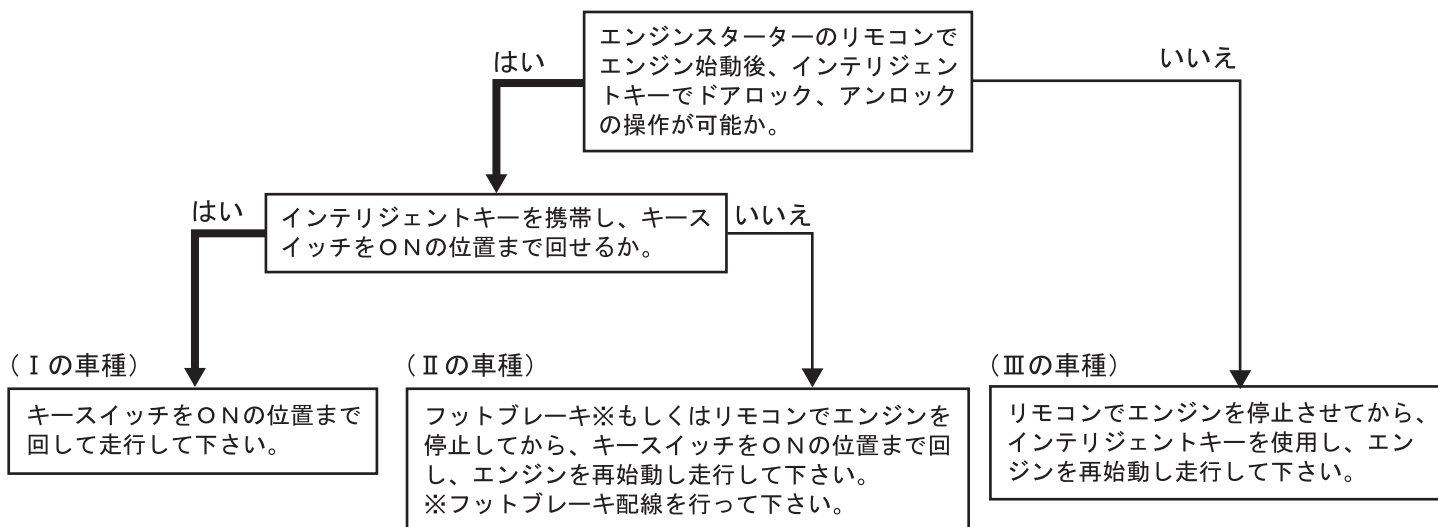 エンジンスターターのリモコンで
エンジン始動後、インテリジェン
トキーでドアロック、アンロック
の操作が可能か。
はい
いいえ
インテリジェントキーを携帯し、キース
イッチをＯＮの位置まで回せるか。
はい
いいえ
（Ⅰの車種）
キースイッチをＯＮの位置まで
回して走行して下さい。
（Ⅱの車種）
フットブレーキ※もしくはリモコンでエンジンを
停止してから、キースイッチをＯＮの位置まで回
し、エンジンを再始動し走行して下さい。
※フットブレーキ配線を行って下さい。
（Ⅲの車種）
リモコンでエンジンを停止させてから、
インテリジェントキーを使用し、エン
ジンを再始動し走行して下さい。